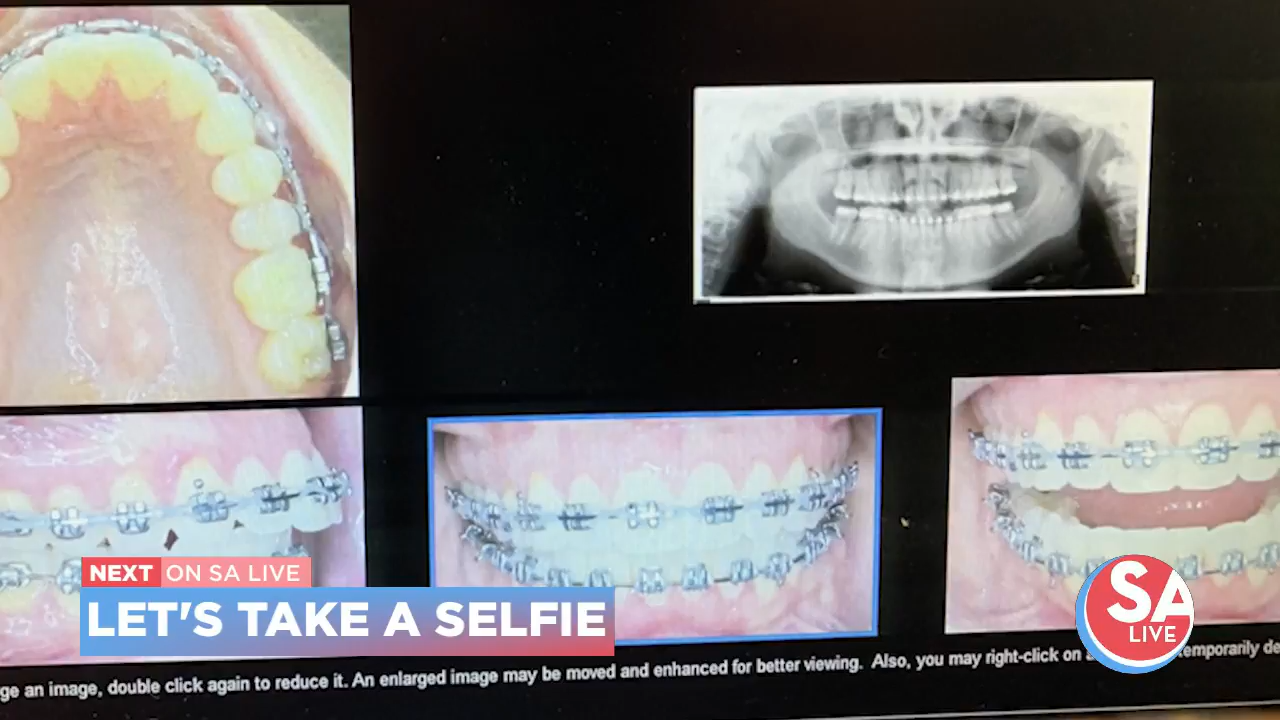 NEXT ON SA LIVE
LET'S TAKE A SELFIE
SA
LIVE
ge an image, double click again to reduce it. An enlarged image may be moved and enhanced for better viewing. Also, you may right-click on temporarily de